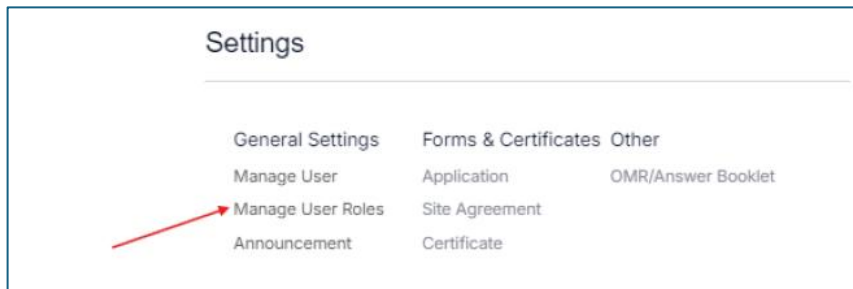 Settings
General Settings Forms & Certificates Other
Manage User Application OMR/Answer Booklet
Manage User Roles Site Agreement
Announcement Certificate